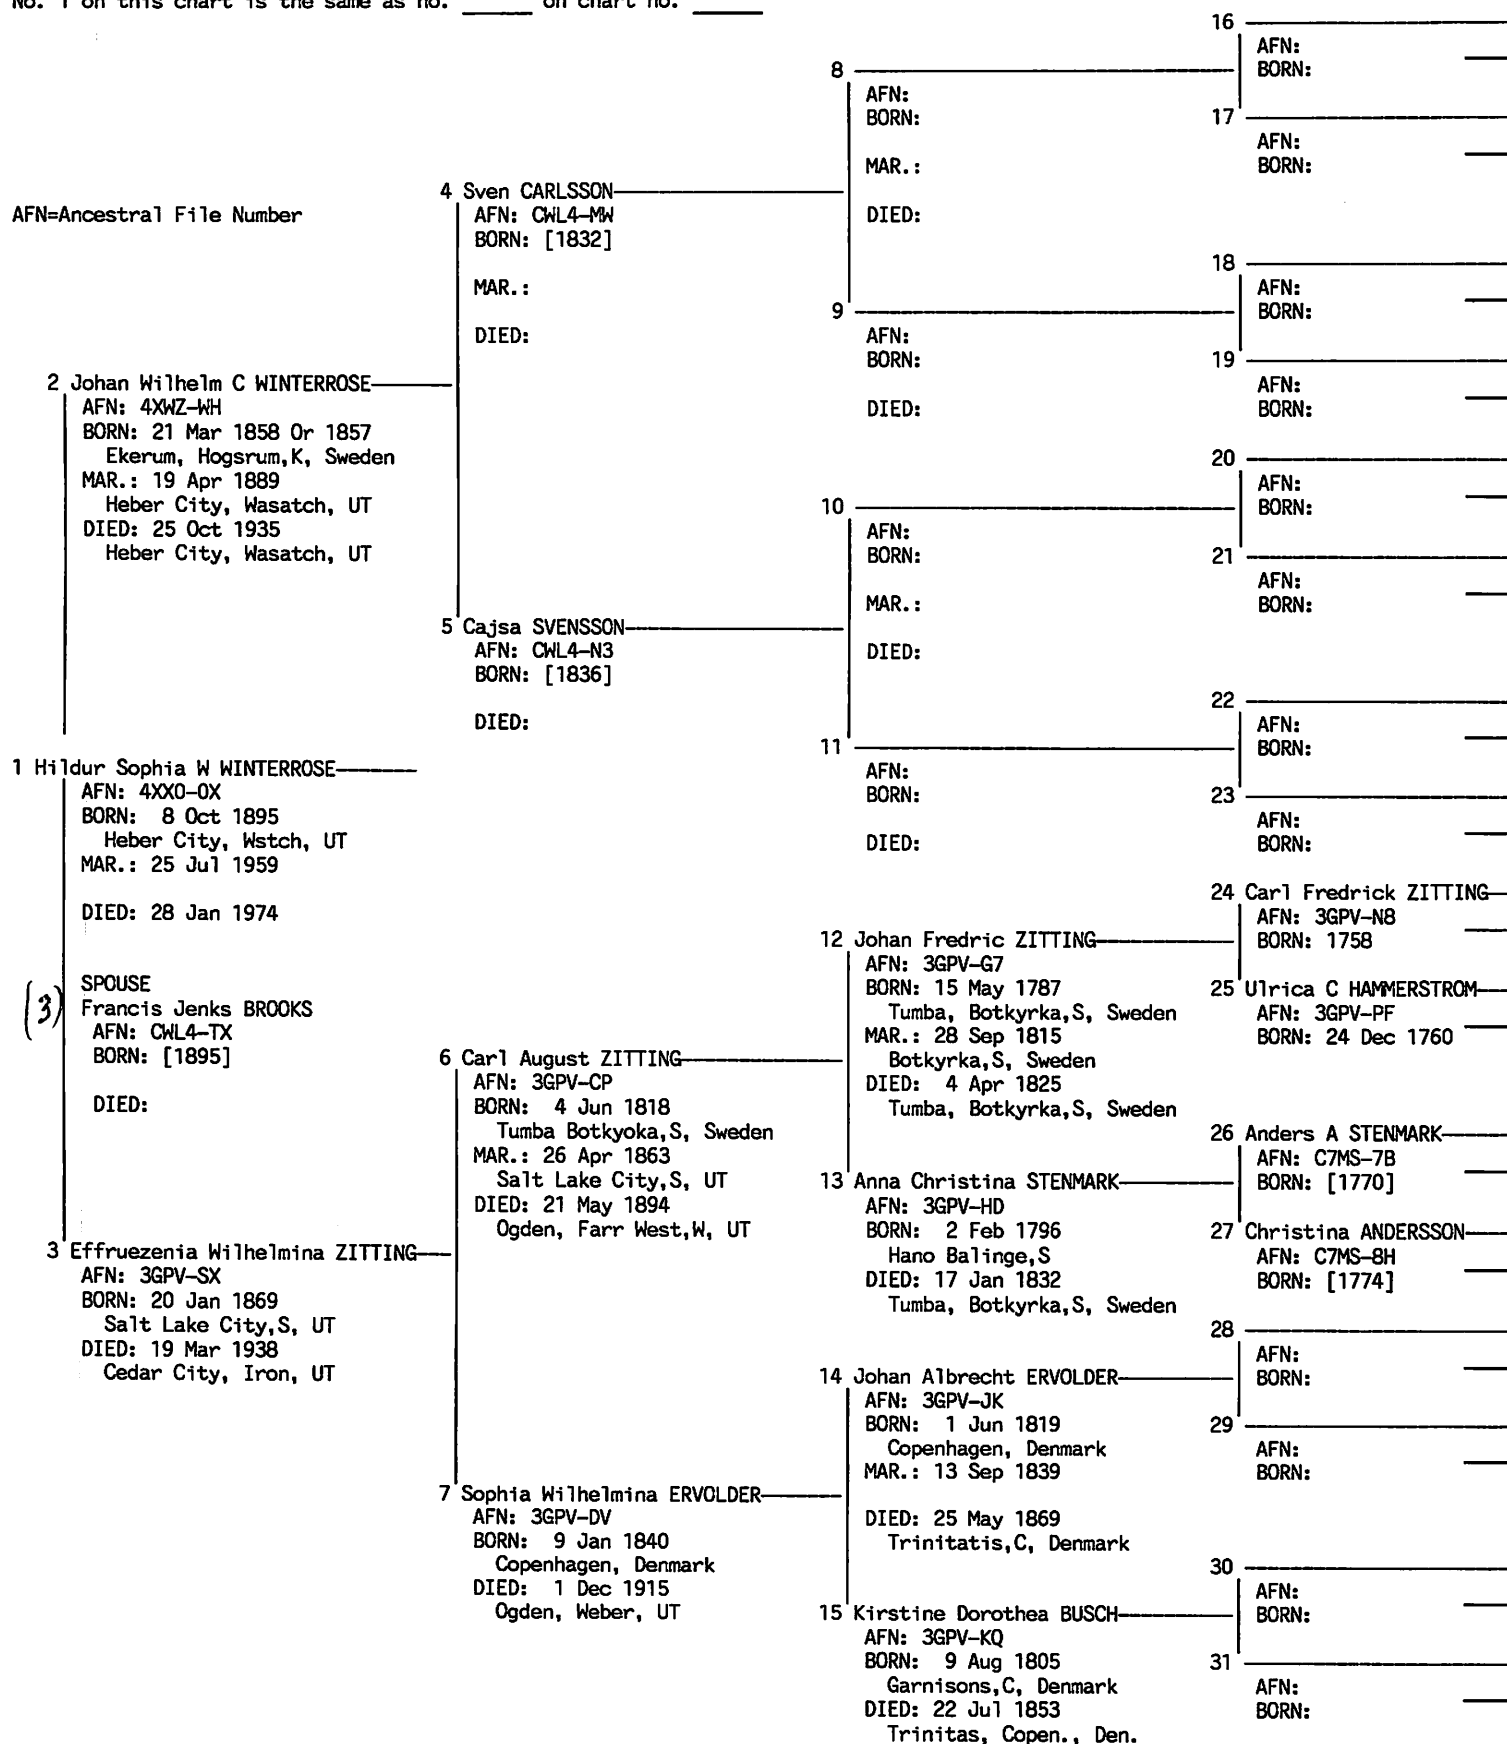 No. 1 on this chart is the same as no. _____ on chart no. _____
AFN=Ancestral File Number
1 Hildur Sophia W WINTERROSE
AFN: 4XX0-0X
BORN: 8 Oct 1895
Heber City, Wstch, UT
MAR.: 25 Jul 1959
DIED: 28 Jan 1974
(3)
SPOUSE
Francis Jenks BROOKS
AFN: CWL4-TX
BORN: [1895]
DIED:
2 Johan Wilhelm C WINTERROSE
AFN: 4XWZ-WH
BORN: 21 Mar 1858 Or 1857
Ekerum, Hogsrum,K, Sweden
MAR.: 19 Apr 1889
Heber City, Wasatch, UT
DIED: 25 Oct 1935
Heber City, Wasatch, UT
3 Effruezenia Wilhelmina ZITTING
AFN: 3GPV-SX
BORN: 20 Jan 1869
Salt Lake City,S, UT
DIED: 19 Mar 1938
Cedar City, Iron, UT
4 Sven CARLSSON
AFN: CWL4-MW
BORN: [1832]
MAR.:
DIED:
5 Cajsa SVENSSON
AFN: CWL4-N3
BORN: [1836]
DIED:
6 Carl August ZITTING
AFN: 3GPV-CP
BORN: 4 Jun 1818
Tumba Botkyoka,S, Sweden
MAR.: 26 Apr 1863
Salt Lake City,S, UT
DIED: 21 May 1894
Ogden, Farr West,W, UT
7 Sophia Wilhelmina ERVOLDER
AFN: 3GPV-DV
BORN: 9 Jan 1840
Copenhagen, Denmark
DIED: 1 Dec 1915
Ogden, Weber, UT
8
AFN:
BORN:
MAR.:
DIED:
9
AFN:
BORN:
DIED:
10
AFN:
BORN:
MAR.:
DIED:
11
AFN:
BORN:
DIED:
12 Johan Fredric ZITTING
AFN: 3GPV-G7
BORN: 15 May 1787
Tumba, Botkyrka,S, Sweden
MAR.: 28 Sep 1815
Botkyrka,S, Sweden
DIED: 4 Apr 1825
Tumba, Botkyrka,S, Sweden
13 Anna Christina STENMARK
AFN: 3GPV-HD
BORN: 2 Feb 1796
Hano Balinge,S
DIED: 17 Jan 1832
Tumba, Botkyrka,S, Sweden
14 Johan Albrecht ERVOLDER
AFN: 3GPV-JK
BORN: 1 Jun 1819
Copenhagen, Denmark
MAR.: 13 Sep 1839
DIED: 25 May 1869
Trinitatis,C, Denmark
15 Kirstine Dorothea BUSCH
AFN: 3GPV-KQ
BORN: 9 Aug 1805
Garnisons,C, Denmark
DIED: 22 Jul 1853
Trinitas, Copen., Den.
16
AFN:
BORN:
17
AFN:
BORN:
18
AFN:
BORN:
19
AFN:
BORN:
20
AFN:
BORN:
21
AFN:
BORN:
22
AFN:
BORN:
23
AFN:
BORN:
24 Carl Fredrick ZITTING
AFN: 3GPV-N8
BORN: 1758
25 Ulrica C HAMMERSTROM
AFN: 3GPV-PF
BORN: 24 Dec 1760
26 Anders A STENMARK
AFN: C7MS-7B
BORN: [1770]
27 Christina ANDERSSON
AFN: C7MS-8H
BORN: [1774]
28
AFN:
BORN:
29
AFN:
BORN:
30
AFN:
BORN:
31
AFN:
BORN: